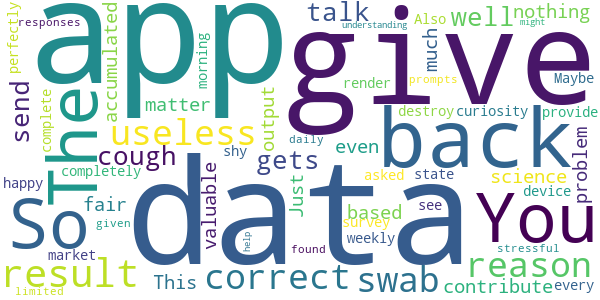 responses
perfectly
accumulated
app
give
talk
well
nothing
Also
understanding
might
The
morning
much
render
prompts
send
complete
matter
output
destroy
curiosity
provide
useless
back
cough
shy
daily
even
state
asked
science
problem
completely
gets
happy
So
fair
valuable
data
Just
based
survey
see
device
You
given
market
This
help
found
weekly
stressful
result
correct
swab
reason
contribute
every
limited
Maybe